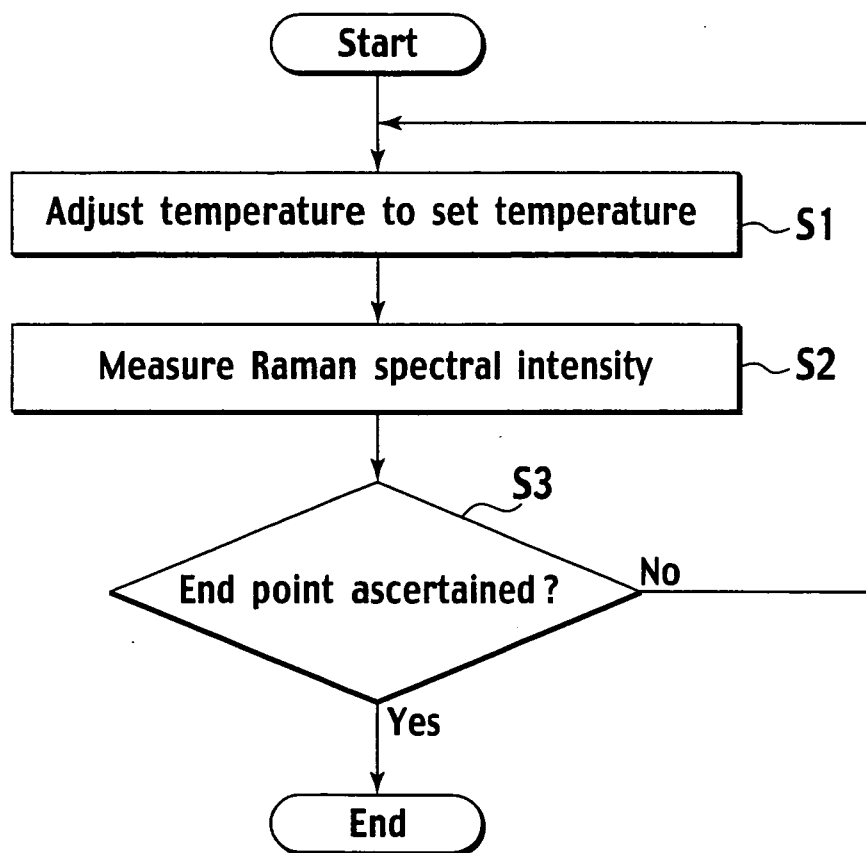 Start
Adjust temperature to set temperature
S1
Measure Raman spectral intensity
S2
S3
End point ascertained ?
No
Yes
End